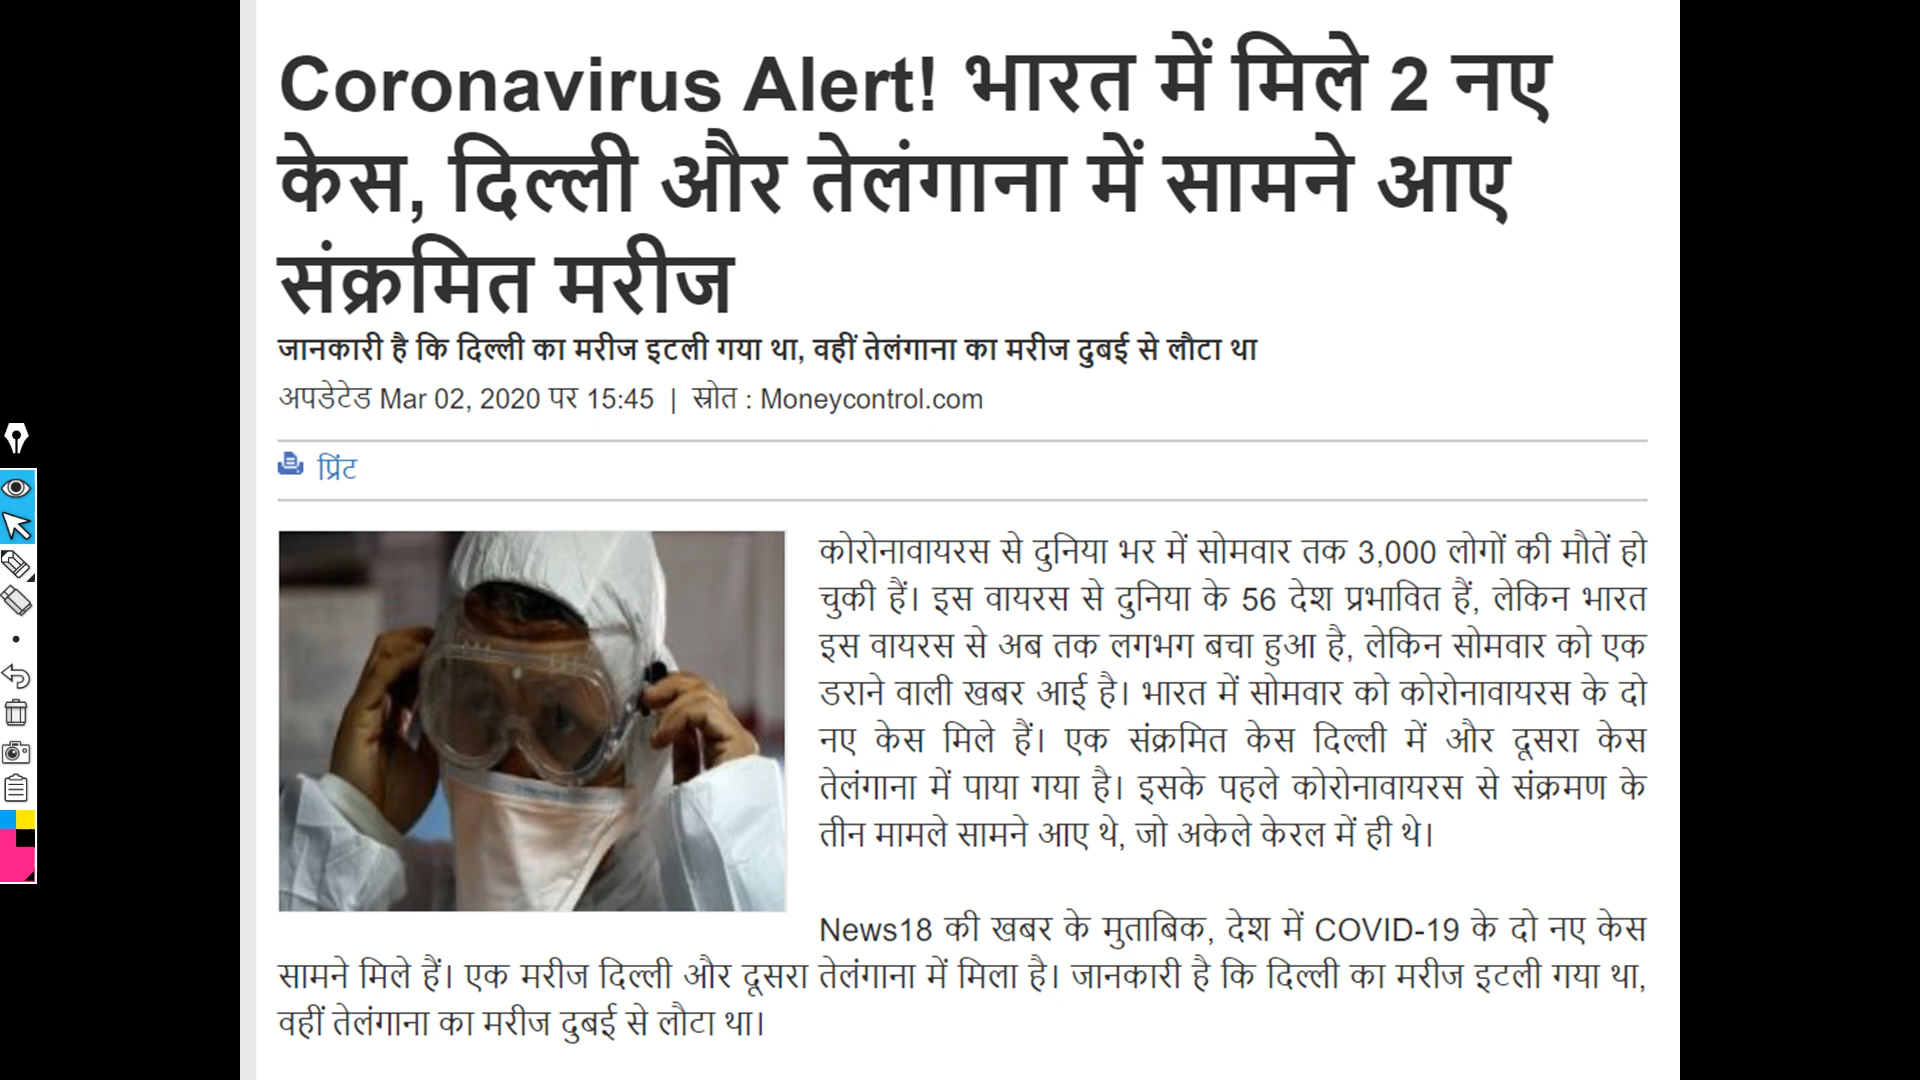 Coronavirus Alert! भारत में मिले 2 नए
केस, दिल्ली और तेलंगाना में सामने आए
संक्रमित मरीज
जानकारी है कि दिल्ली का मरीज इटली गया था, वहीं तेलंगाना का मरीज दुबई से लौटा था
अपडेटेड Mar 02, 2020 पर 15:45 | स्रोत : Moneycontrol.com
प्रिंट
कोरोनावायरस से दुनिया भर में सोमवार तक 3,000 लोगों की मौतें हो
चुकी हैं। इस वायरस से दुनिया के 56 देश प्रभावित हैं, लेकिन भारत
इस वायरस से अब तक लगभग बचा हुआ है, लेकिन सोमवार को एक
डराने वाली खबर आई है। भारत में सोमवार को कोरोनावायरस के दो
नए केस मिले हैं। एक संक्रमित केस दिल्ली में और दूसरा केस
तेलंगाना में पाया गया है। इसके पहले कोरोनावायरस से संक्रमण के
तीन मामले सामने आए थे, जो अकेले केरल में ही थे।
News18 की खबर के मुताबिक, देश में COVID-19 के दो नए केस
सामने मिले हैं। एक मरीज दिल्ली और दूसरा तेलंगाना में मिला है। जानकारी है कि दिल्ली का मरीज इटली गया था,
वहीं तेलंगाना का मरीज दुबई से लौटा था।